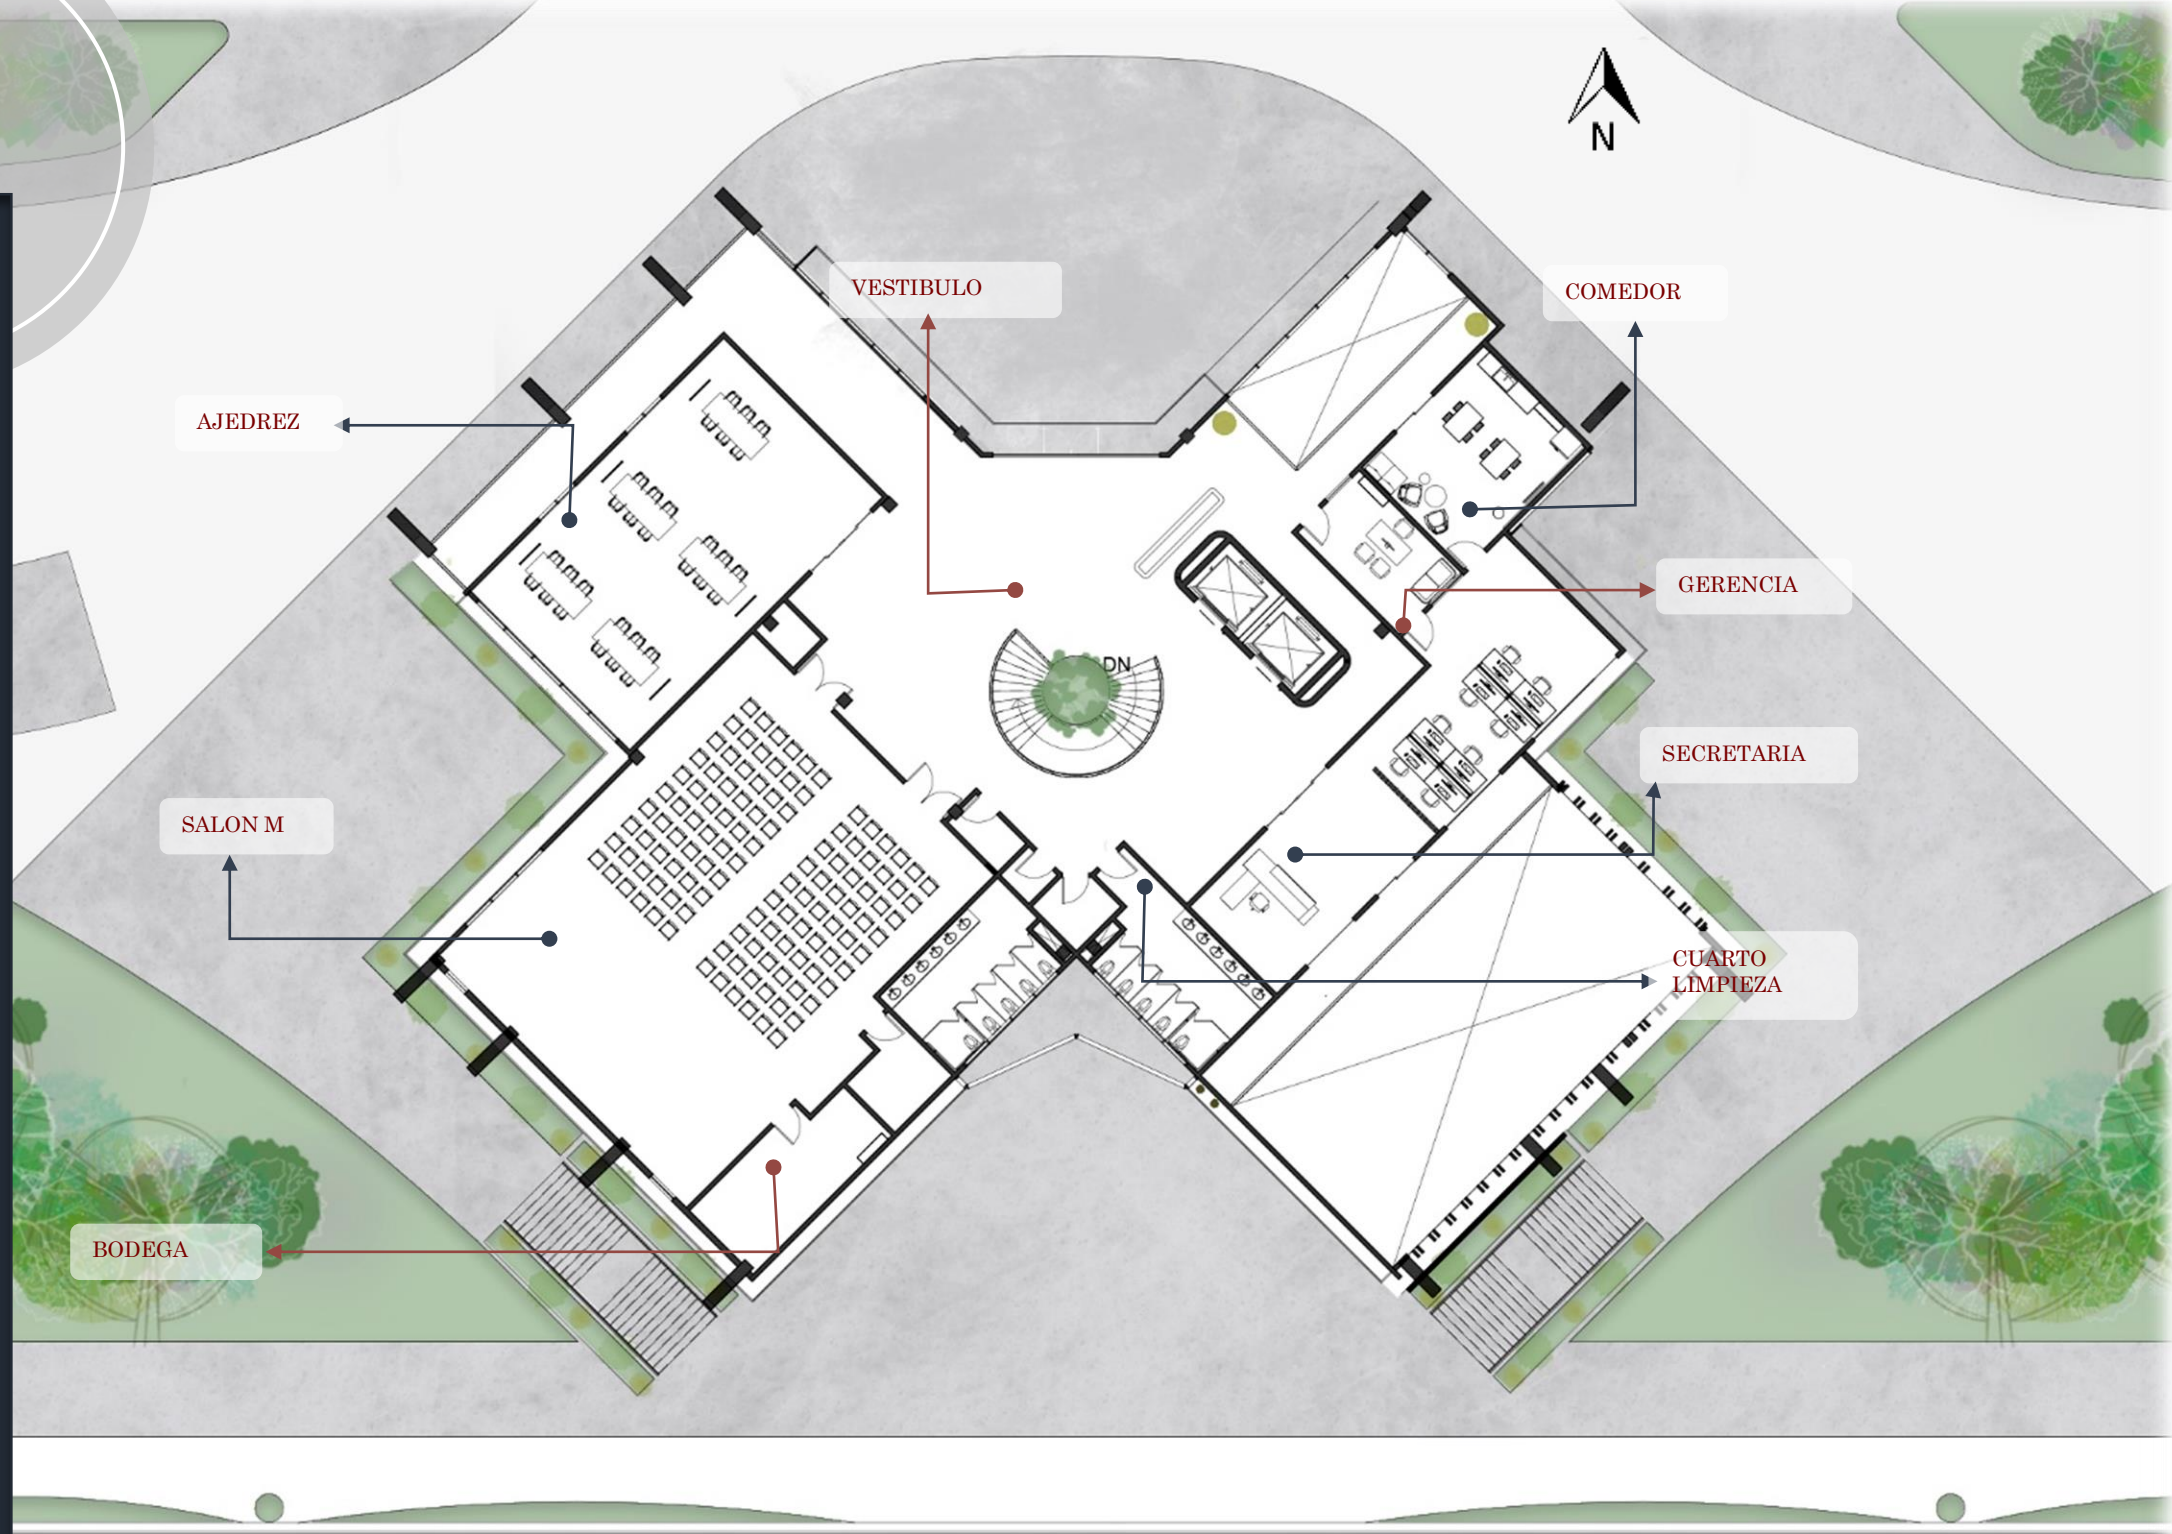 N
VESTIBULO
COMEDOR
AJEDREZ
GERENCIA
DN
SECRETARIA
SALON M
CUARTO
LIMPIEZA
BODEGA